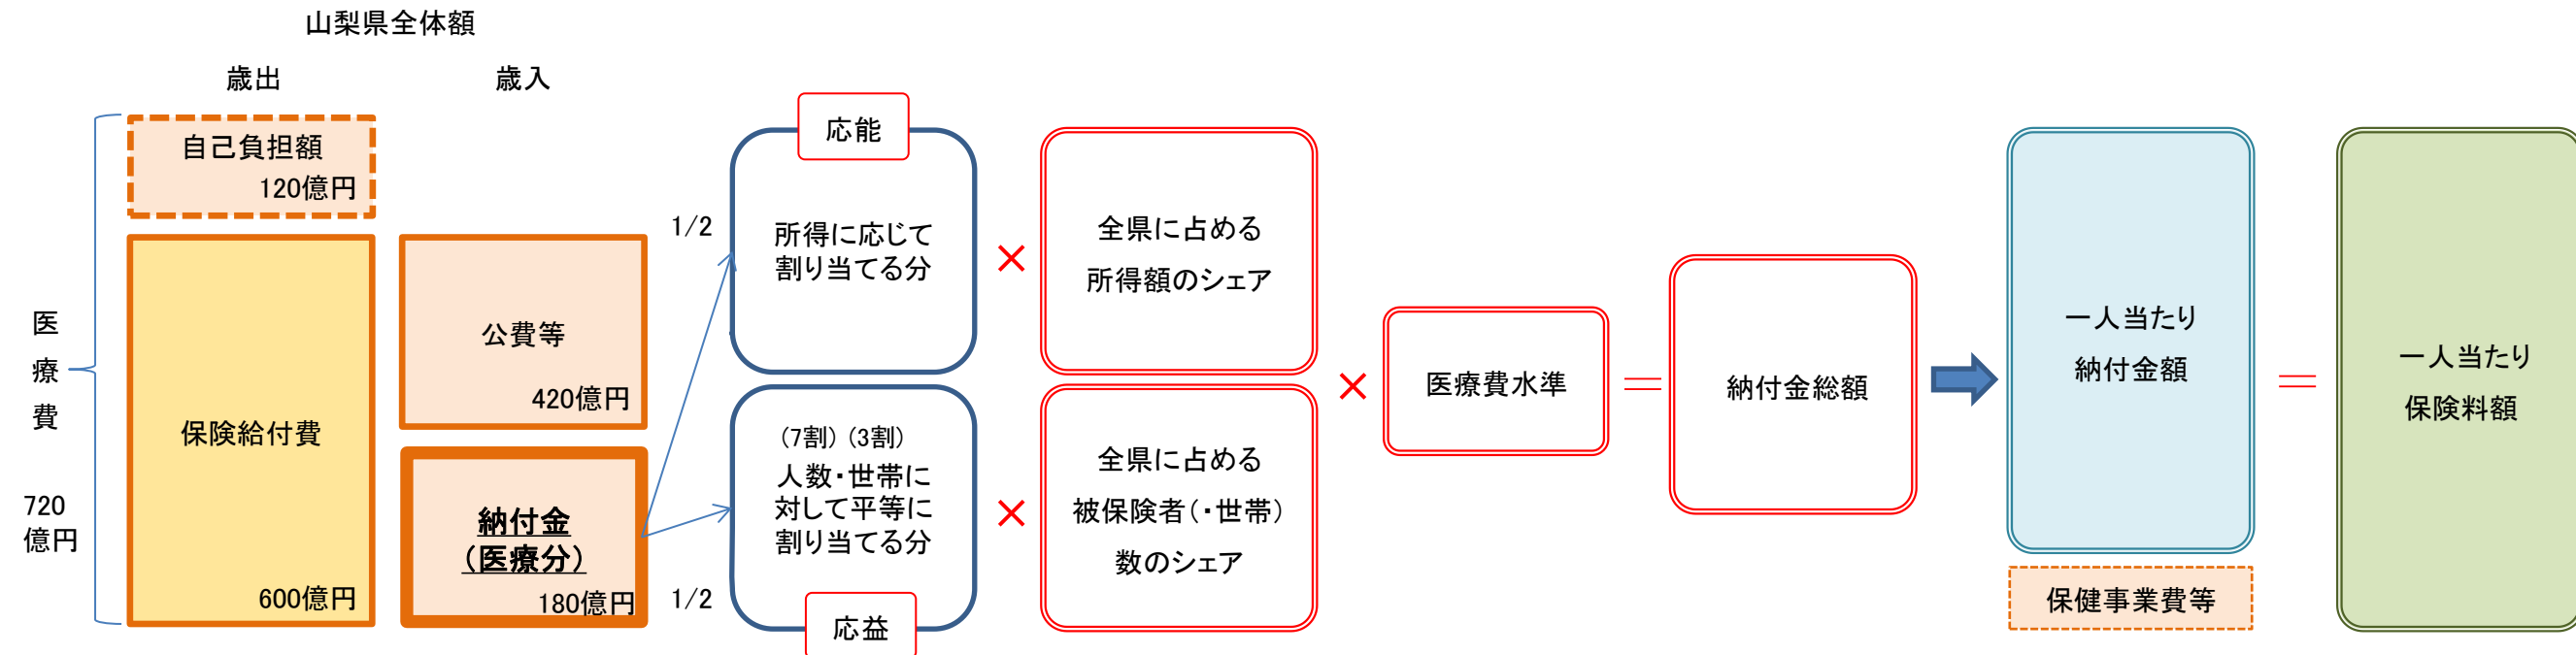 山梨県全体額
歳出
歳入
自己負担額
120億円
医
療
費
720
億円
保険給付費
600億円
公費等
420億円
納付金
（医療分）
180億円
1/2
1/2
応能
所得に応じて
割り当てる分
（7割）（3割）
人数・世帯に
対して平等に
割り当てる分
応益
×
全県に占める
所得額のシェア
×
全県に占める
被保険者（・世帯）
数のシェア
×
医療費水準
＝
納付金総額
一人当たり
納付金額
保健事業費等
＝
一人当たり
保険料額